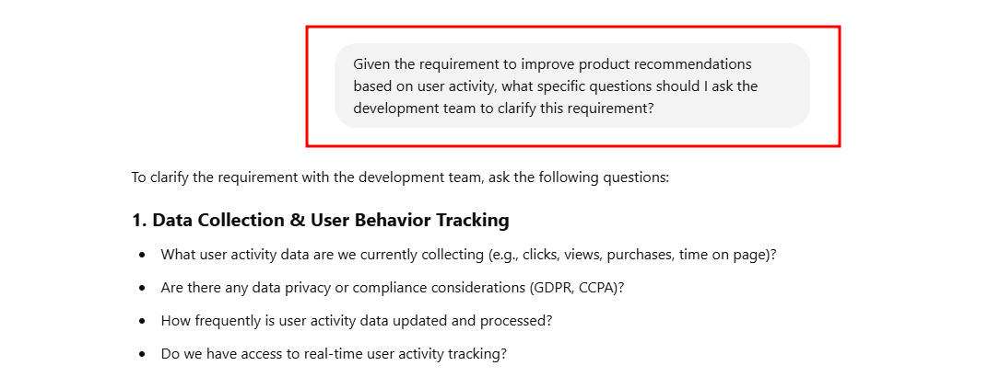 Given the requirement to improve product recommendations
based on user activity, what specific questions should I ask the
development team to clarify this requirement?
To clarify the requirement with the development team, ask the following questions:
1. Data Collection & User Behavior Tracking
• What user activity data are we currently collecting (e.g., clicks, views, purchases, time on page)?
• Are there any data privacy or compliance considerations (GDPR, CCPA)?
• How frequently is user activity data updated and processed?
• Do we have access to real-time user activity tracking?